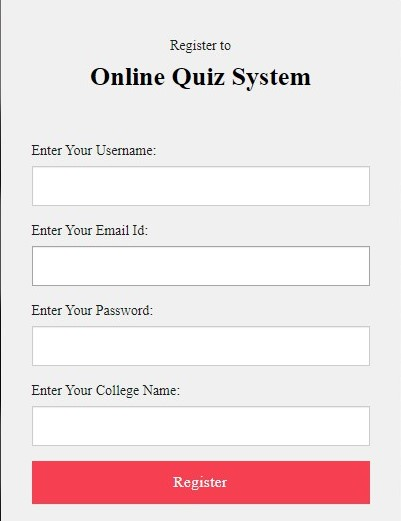 Register to
Online Quiz System
Enter Your Username:
Enter Your Email Id:
Enter Your Password:
Enter Your College Name:
Register